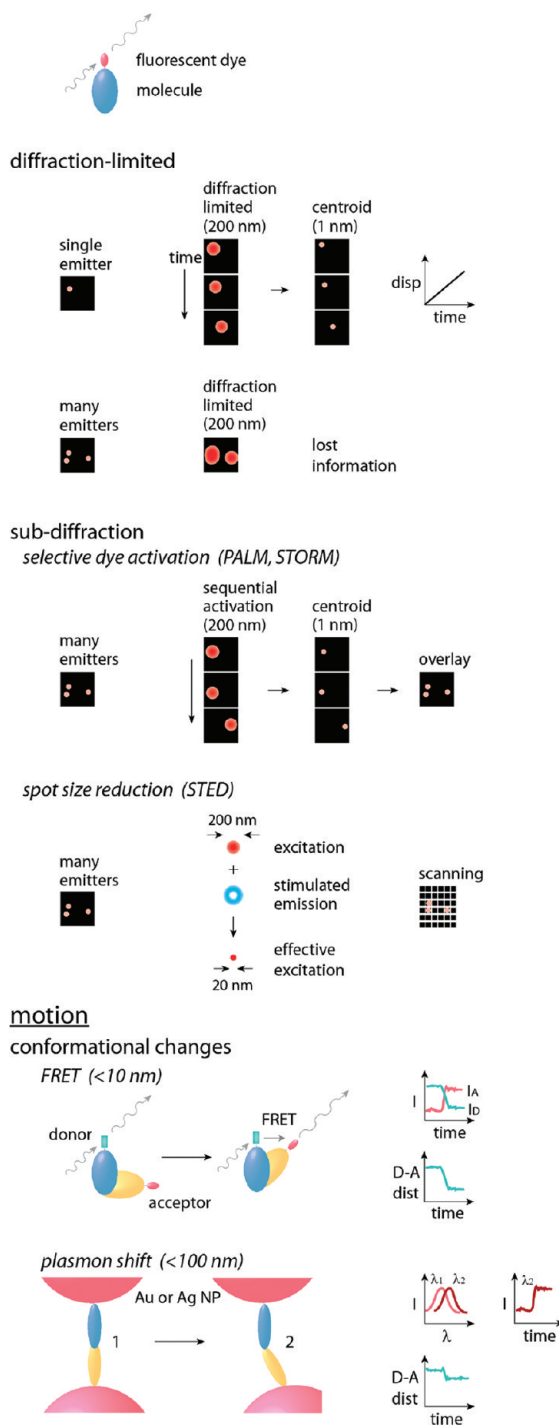 fluorescent dye
molecule
diffraction-limited
single
emitter
time
diffraction
limited
(200 nm)
centroid
(1 nm)
disp
time
many
emitters
diffraction
limited
(200 nm)
lost
information
sub-diffraction
selective dye activation (PALM, STORM)
many
emitters
sequential
activation
(200 nm)
centroid
(1 nm)
overlay
spot size reduction (STED)
many
emitters
200 nm
excitation
+
stimulated
emission
effective
excitation
20 nm
scanning
motion
conformational changes
FRET (<10 nm)
donor
acceptor
FRET
I
IA
ID
time
D-A
dist
time
plasmon shift (<100 nm)
Au or Ag NP
1
2
I
λ1
λ2
λ
I
λ2
time
D-A
dist
time